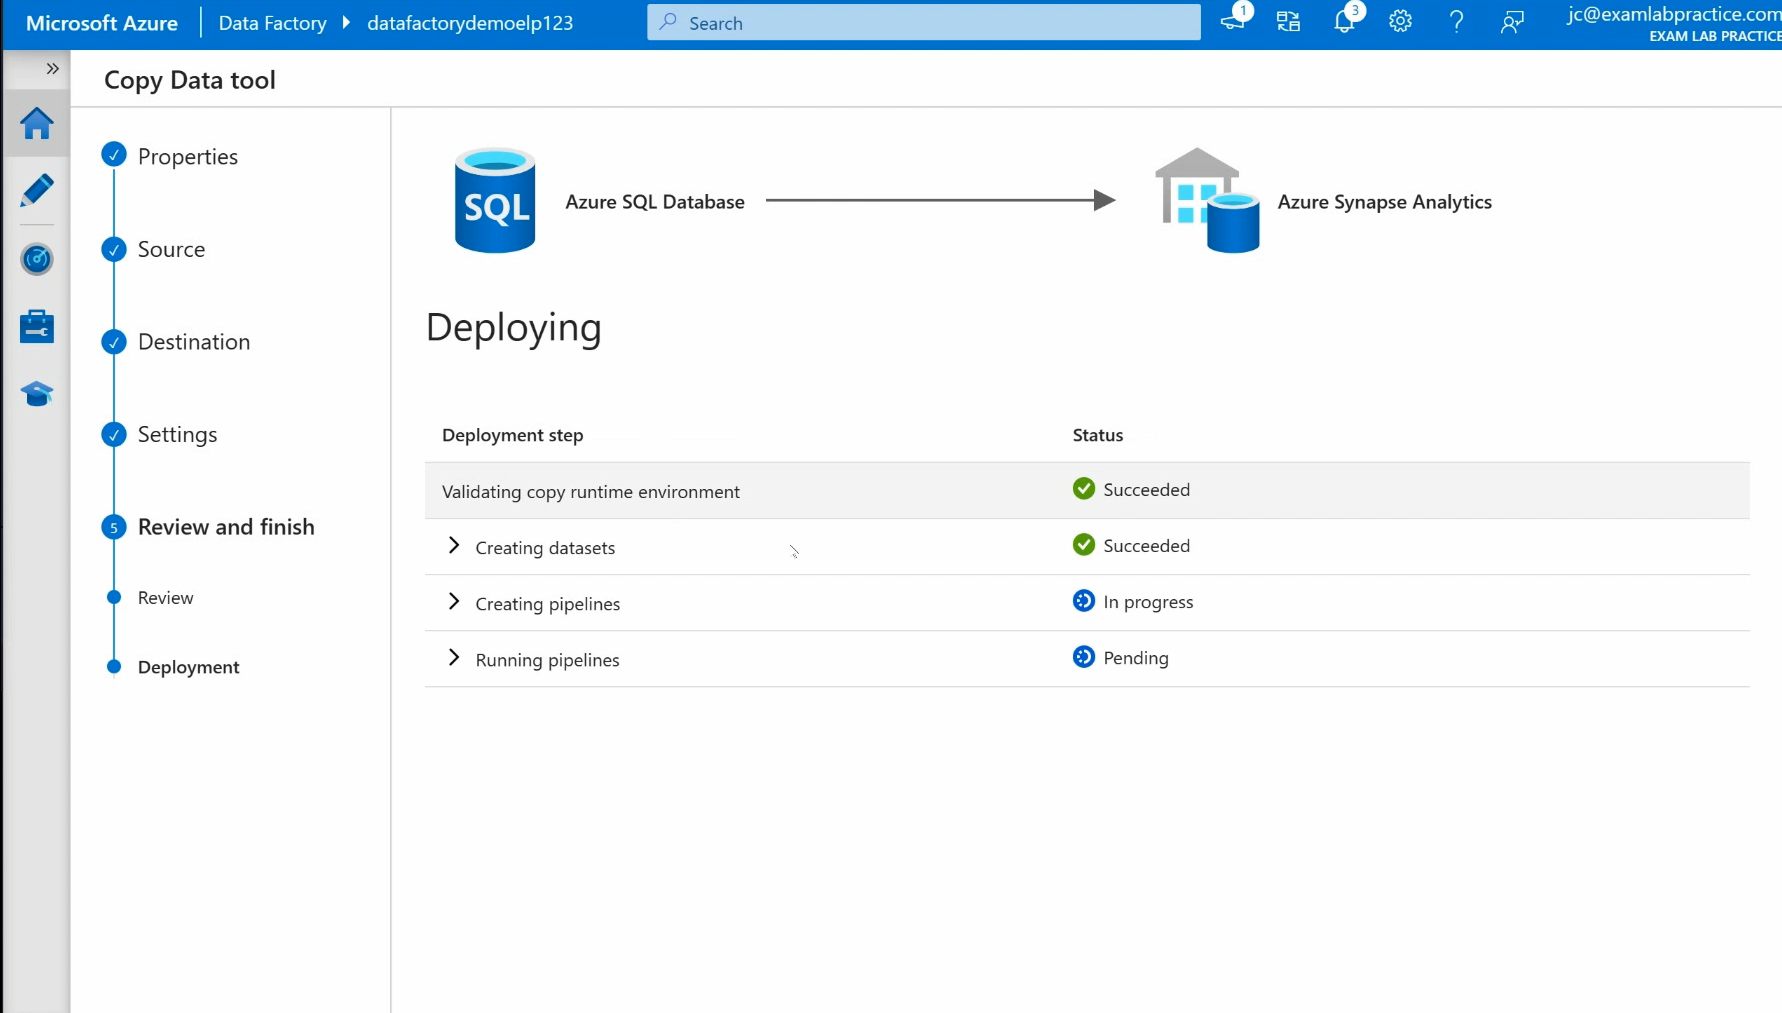 Microsoft Azure
Data Factory
datafactorydemoelp123
Search
1
3
jc@examlabpractice.com
EXAM LAB PRACTICE
Copy Data tool
Properties
Source
Destination
Settings
5
Review and finish
Review
Deployment
SQL
Azure SQL Database
Azure Synapse Analytics
Deploying
Deployment step
Status
Validating copy runtime environment
Succeeded
Creating datasets
Succeeded
Creating pipelines
In progress
Running pipelines
Pending